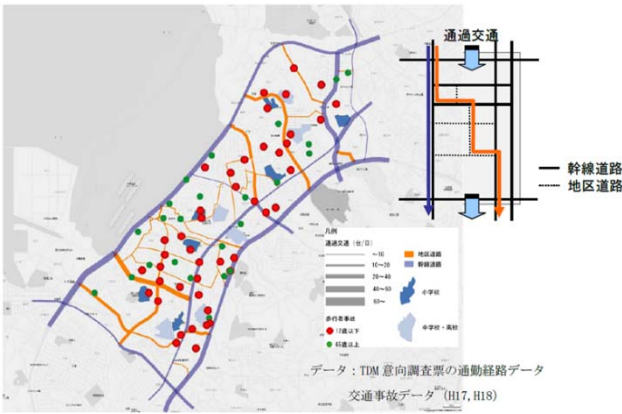 通過交通
幹線道路
地区道路
凡例
通過交通(台/日)
～10
10～20
20～40
40～60
60～
地区道路
幹線道路
小学校
中学校・高校
歩行者事故
12歳以下
65歳以上
データ：TDM 意向調査票の通勤経路データ
交通事故データ (H17,H18)